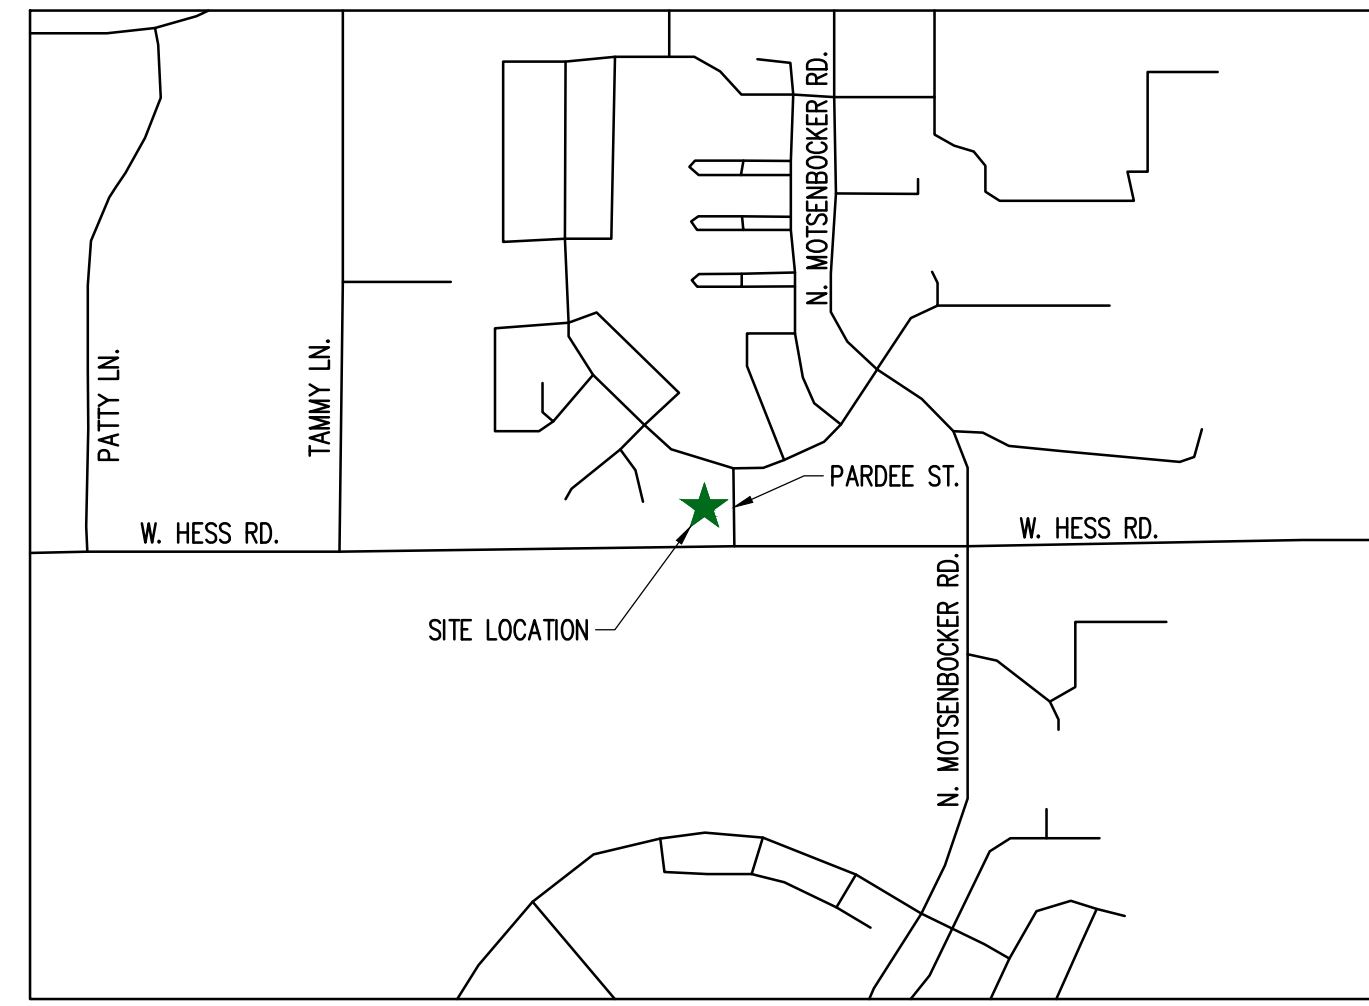 N. MOTSENBOCKER RD.
PATTY LN.
TAMMY LN.
PARDEE ST.
W. HESS RD.
W. HESS RD.
SITE LOCATION
N. MOTSENBOCKER RD.